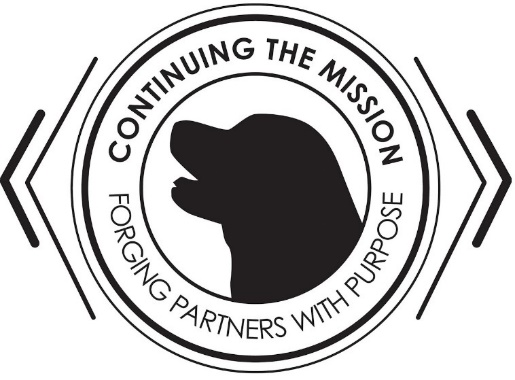 CONTINUING THE MISSION
FORGING PARTNERS WITH PURPOSE